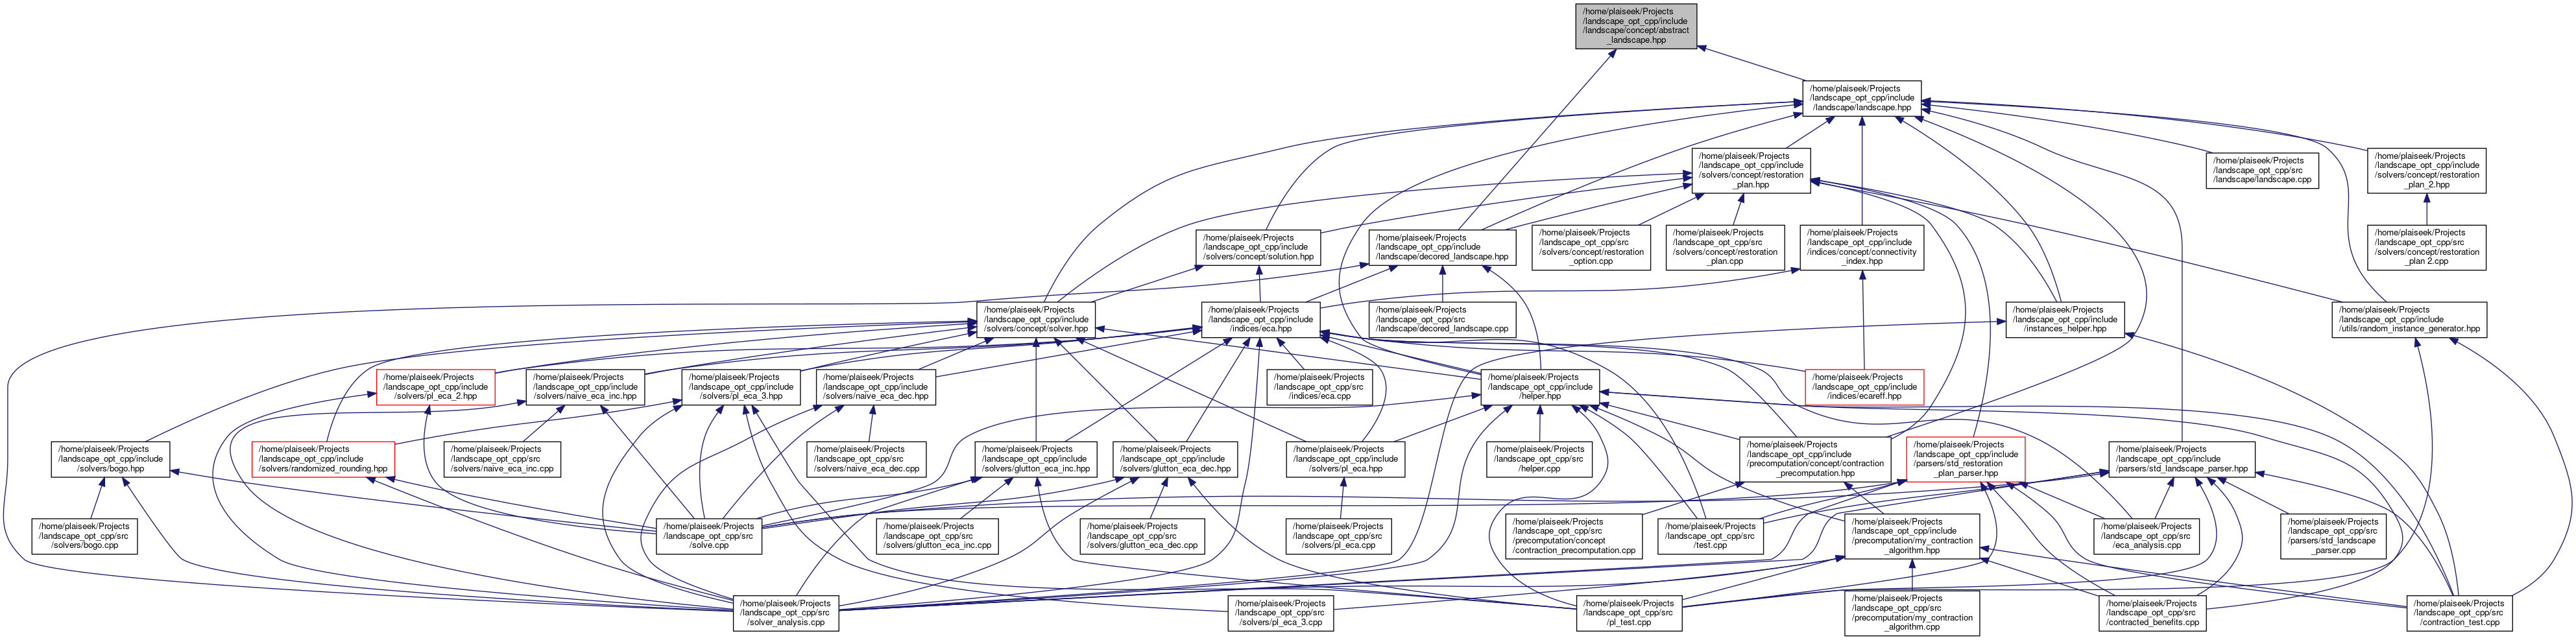 /home/plaiseek/Projects
/landscape_opt_cpp/include
/landscape/concept/abstract
_landscape.hpp
/home/plaiseek/Projects
/landscape_opt_cpp/include
/landscape/landscape.hpp
/home/plaiseek/Projects
/landscape_opt_cpp/include
/solvers/concept/restoration
_plan.hpp
/home/plaiseek/Projects
/landscape_opt_cpp/src
/landscape/landscape.cpp
/home/plaiseek/Projects
/landscape_opt_cpp/include
/solvers/concept/restoration
_plan_2.hpp
/home/plaiseek/Projects
/landscape_opt_cpp/include
/solvers/concept/solution.hpp
/home/plaiseek/Projects
/landscape_opt_cpp/include
/landscape/decored_landscape.hpp
/home/plaiseek/Projects
/landscape_opt_cpp/src
/solvers/concept/restoration
_option.cpp
/home/plaiseek/Projects
/landscape_opt_cpp/src
/solvers/concept/restoration
_plan.cpp
/home/plaiseek/Projects
/landscape_opt_cpp/include
/indices/concept/connectivity
_index.hpp
/home/plaiseek/Projects
/landscape_opt_cpp/src
/solvers/concept/restoration
_plan 2.cpp
/home/plaiseek/Projects
/landscape_opt_cpp/include
/solvers/concept/solver.hpp
/home/plaiseek/Projects
/landscape_opt_cpp/include
/indices/eca.hpp
/home/plaiseek/Projects
/landscape_opt_cpp/src
/landscape/decored_landscape.cpp
/home/plaiseek/Projects
/landscape_opt_cpp/include
/instances_helper.hpp
/home/plaiseek/Projects
/landscape_opt_cpp/include
/utils/random_instance_generator.hpp
/home/plaiseek/Projects
/landscape_opt_cpp/include
/solvers/pl_eca_2.hpp
/home/plaiseek/Projects
/landscape_opt_cpp/include
/solvers/naive_eca_inc.hpp
/home/plaiseek/Projects
/landscape_opt_cpp/include
/solvers/pl_eca_3.hpp
/home/plaiseek/Projects
/landscape_opt_cpp/include
/solvers/naive_eca_dec.hpp
/home/plaiseek/Projects
/landscape_opt_cpp/src
/indices/eca.cpp
/home/plaiseek/Projects
/landscape_opt_cpp/include
/helper.hpp
/home/plaiseek/Projects
/landscape_opt_cpp/include
/indices/ecareff.hpp
/home/plaiseek/Projects
/landscape_opt_cpp/include
/solvers/bogo.hpp
/home/plaiseek/Projects
/landscape_opt_cpp/include
/solvers/randomized_rounding.hpp
/home/plaiseek/Projects
/landscape_opt_cpp/src
/solvers/naive_eca_inc.cpp
/home/plaiseek/Projects
/landscape_opt_cpp/src
/solvers/naive_eca_dec.cpp
/home/plaiseek/Projects
/landscape_opt_cpp/include
/solvers/glutton_eca_inc.hpp
/home/plaiseek/Projects
/landscape_opt_cpp/include
/solvers/glutton_eca_dec.hpp
/home/plaiseek/Projects
/landscape_opt_cpp/include
/solvers/pl_eca.hpp
/home/plaiseek/Projects
/landscape_opt_cpp/src
/helper.cpp
/home/plaiseek/Projects
/landscape_opt_cpp/include
/precomputation/concept/contraction
_precomputation.hpp
/home/plaiseek/Projects
/landscape_opt_cpp/include
/parsers/std_restoration
_plan_parser.hpp
/home/plaiseek/Projects
/landscape_opt_cpp/include
/parsers/std_landscape_parser.hpp
/home/plaiseek/Projects
/landscape_opt_cpp/src
/solvers/bogo.cpp
/home/plaiseek/Projects
/landscape_opt_cpp/src
/solve.cpp
/home/plaiseek/Projects
/landscape_opt_cpp/src
/solvers/glutton_eca_inc.cpp
/home/plaiseek/Projects
/landscape_opt_cpp/src
/solvers/glutton_eca_dec.cpp
/home/plaiseek/Projects
/landscape_opt_cpp/src
/solvers/pl_eca.cpp
/home/plaiseek/Projects
/landscape_opt_cpp/src
/precomputation/concept
/contraction_precomputation.cpp
/home/plaiseek/Projects
/landscape_opt_cpp/src
/test.cpp
/home/plaiseek/Projects
/landscape_opt_cpp/include
/precomputation/my_contraction
_algorithm.hpp
/home/plaiseek/Projects
/landscape_opt_cpp/src
/eca_analysis.cpp
/home/plaiseek/Projects
/landscape_opt_cpp/src
/parsers/std_landscape
_parser.cpp
/home/plaiseek/Projects
/landscape_opt_cpp/src
/solver_analysis.cpp
/home/plaiseek/Projects
/landscape_opt_cpp/src
/solvers/pl_eca_3.cpp
/home/plaiseek/Projects
/landscape_opt_cpp/src
/pl_test.cpp
/home/plaiseek/Projects
/landscape_opt_cpp/src
/precomputation/my_contraction
_algorithm.cpp
/home/plaiseek/Projects
/landscape_opt_cpp/src
/contracted_benefits.cpp
/home/plaiseek/Projects
/landscape_opt_cpp/src
/contraction_test.cpp